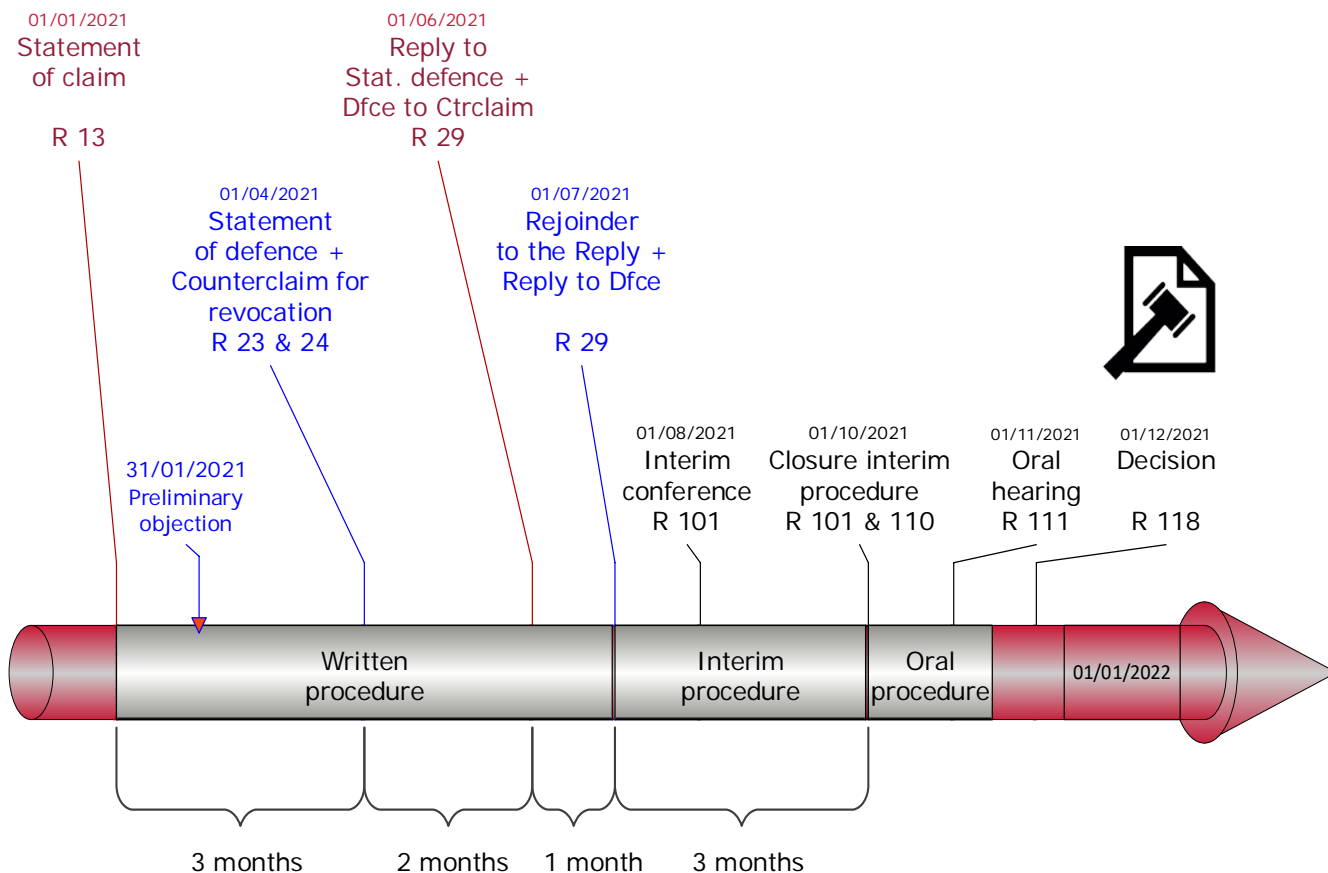 01/01/2021
Statement
of claim
R 13
01/06/2021
Reply to
Stat. defence +
Dfce to Ctrclaim
R 29
01/04/2021
Statement
of defence +
Counterclaim for
revocation
R 23 & 24
01/07/2021
Rejoinder
to the Reply +
Reply to Dfce
R 29
31/01/2021
Preliminary
objection
01/08/2021
Interim
conference
R 101
01/10/2021
Closure interim
procedure
R 101 & 110
01/11/2021
Oral
hearing
R 111
01/12/2021
Decision
R 118
Written
procedure
Interim
procedure
Oral
procedure
01/01/2022
3 months
2 months
1 month
3 months